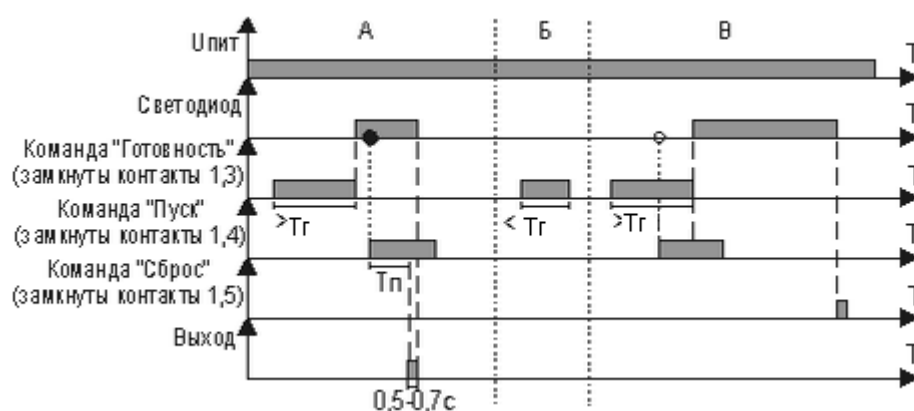 А Б В
Uпит
T
Светодиод
T
Команда "Готовность"
(замкнуты контакты 1,3)
T
>Tг < Tг >Tг
Команда "Пуск"
(замкнуты контакты 1,4)
T
Tп
Команда "Сброс"
(замкнуты контакты 1,5)
T
Выход
T
0,5-0,7с